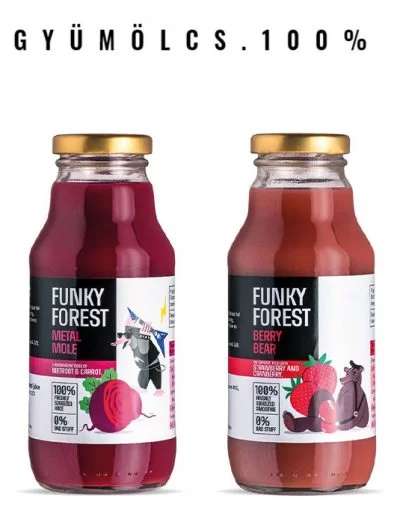 GYÜMÖLCS.100%
FUNKY
FOREST
METAL
MOLE
BEETROOT & CARROT
100%
FRESHLY
SQUEEZED
JUICE
0%
BAD STUFF
FUNKY
FOREST
BERRY
BEAR
STRAWBERRY AND
100%
FRESHLY
SQUEEZED
SMOOTHIE
0%
BAD STUFF